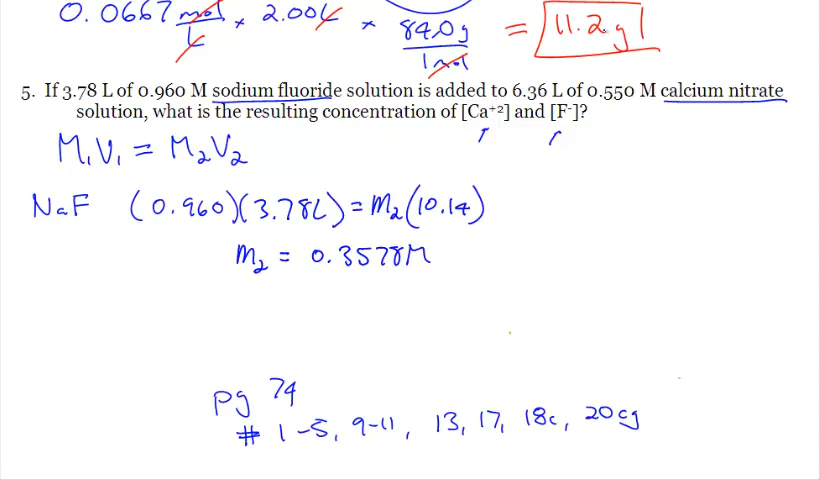 0.0667 mol/L × 2.00L × 84.0g/1mol = 11.2g
5. If 3.78 L of 0.960 M sodium fluoride solution is added to 6.36 L of 0.550 M calcium nitrate
solution, what is the resulting concentration of [Ca⁺²] and [F⁻]?
M₁V₁ = M₂V₂
NaF (0.960)(3.78L) = M₂(10.14)
M₂ = 0.3578M
pg 74
# 1-5, 9-11, 13, 17, 18c, 20cg